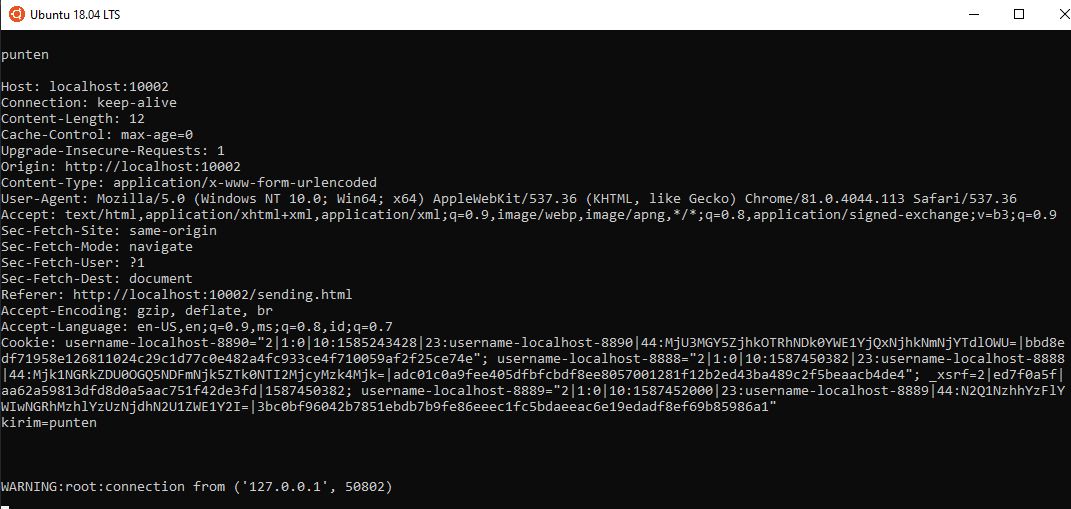 Ubuntu 18.04 LTS
punten
Host: localhost:10002
Connection: keep-alive
Content-Length: 12
Cache-Control: max-age=0
Upgrade-Insecure-Requests: 1
Origin: http://localhost:10002
Content-Type: application/x-www-form-urlencoded
User-Agent: Mozilla/5.0 (Windows NT 10.0; Win64; x64) AppleWebKit/537.36 (KHTML, like Gecko) Chrome/81.0.4044.113 Safari/537.36
Accept: text/html,application/xhtml+xml,application/xml;q=0.9,image/webp,image/apng,*/*;q=0.8,application/signed-exchange;v=b3;q=0.9
Sec-Fetch-Site: same-origin
Sec-Fetch-Mode: navigate
Sec-Fetch-User: ?1
Sec-Fetch-Dest: document
Referer: http://localhost:10002/sending.html
Accept-Encoding: gzip, deflate, br
Accept-Language: en-US,en;q=0.9,ms;q=0.8,id;q=0.7
Cookie: username-localhost-8890="2|1:0|10:1585243428|23:username-localhost-8890|44:MjU3MGY5ZjhkOTRhNDk0YWE1YjQxNjhkNmNjYTdlOWU=|bbd8e
df71958e126811024c29c1d77c0e482a4fc933ce4f710059af2f25ce74e"; username-localhost-8888="2|1:0|10:1587450382|23:username-localhost-8888
|44:Mjk1NGRkZDU0OGQ5NDFmNjk5ZTk0NTI2MjcyMzk4Mjk=|adc01c0a9fee405dfbfcbdf8ee8057001281f12b2ed43ba489c2f5beaacb4de4"; _xsrf=2|ed7f0a5f|
aa62a59813dfd8d0a5aac751f42de3fd|1587450382; username-localhost-8889="2|1:0|10:1587452000|23:username-localhost-8889|44:N2Q1NzhhYzFlY
WIwNGRhMzhlYzUzNjdhN2U1ZWE1Y2I=|3bc0bf96042b7851ebdb7b9fe86eeec1fc5bdaeeac6e19edadf8ef69b85986a1"
kirim=punten
WARNING:root:connection from ('127.0.0.1', 50802)